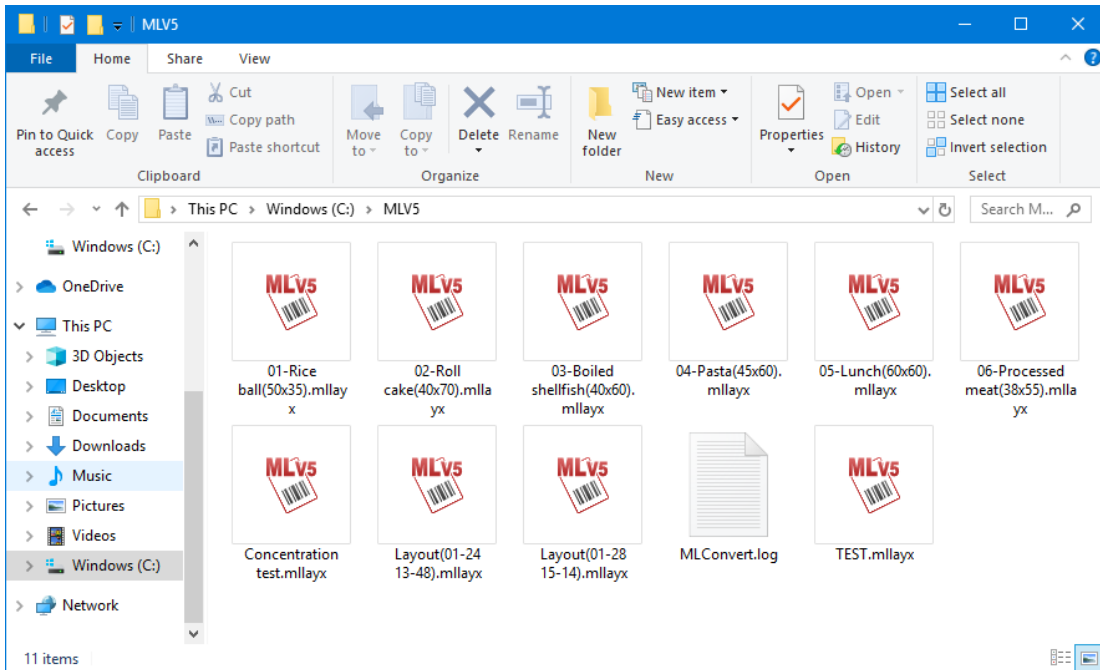 MLV5
File Home Share View
Pin to Quick access
Copy
Paste
Cut
Copy path
Paste shortcut
Clipboard
Move to
Copy to
Delete
Rename
Organize
New folder
New item
Easy access
New
Properties
Open
Edit
History
Open
Select all
Select none
Invert selection
Select
This PC > Windows (C:) > MLV5
Search M...
Windows (C:)
OneDrive
This PC
3D Objects
Desktop
Documents
Downloads
Music
Pictures
Videos
Windows (C:)
Network
MLV5
01-Rice
ball(50x35).mllay
x
MLV5
02-Roll
cake(40x70).mlla
yx
MLV5
03-Boiled
shellfish(40x60).
mllayx
MLV5
04-Pasta(45x60).
mllayx
MLV5
05-Lunch(60x60).
mllayx
MLV5
06-Processed
meat(38x55).mlla
yx
MLV5
Concentration
test.mllayx
MLV5
Layout(01-24
13-48).mllayx
MLV5
Layout(01-28
15-14).mllayx
MLConvert.log
MLV5
TEST.mllayx
11 items